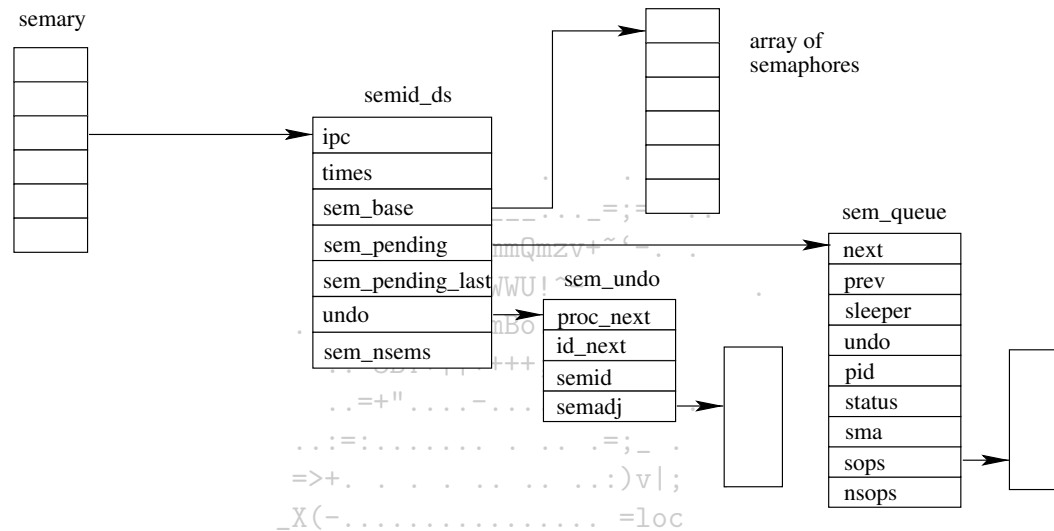 semary
array of
semaphores
semid_ds
ipc
times
sem_base
sem_pending
sem_pending_last
undo
sem_nsems
sem_undo
proc_next
id_next
semid
semadj
sem_queue
next
prev
sleeper
undo
pid
status
sma
sops
nsops